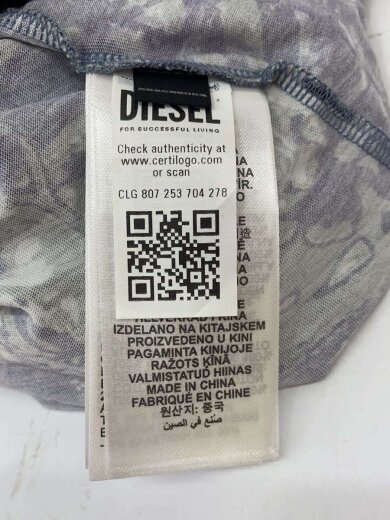 DIESEL
FOR SUCCESSFUL LIVING
Check authenticity at
www.certilogo.com
or scan
CLG 807 253 704 278
IZDELANO NA KITAJSKEM
PROIZVEDENO U KINI
PAGAMINTA KINIJOJE
RAŽOTS ĶĪNĀ
VALMISTATUD HIINAS
MADE IN CHINA
FABRIQUÉ EN CHINE
원산지: 중국
صنع في الصين